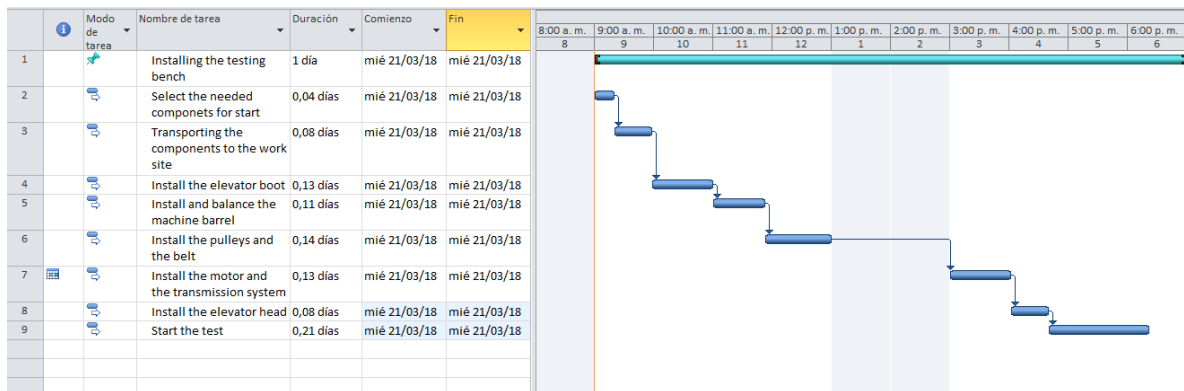 Modo de tarea Nombre de tarea Duración Comienzo Fin
8:00 a. m. 9:00 a. m. 10:00 a. m. 11:00 a. m. 12:00 p. m. 1:00 p. m. 2:00 p. m. 3:00 p. m. 4:00 p. m. 5:00 p. m. 6:00 p. m.
8 9 10 11 12 1 2 3 4 5 6
1 Installing the testing bench 1 día mié 21/03/18 mié 21/03/18
2 Select the needed componets for start 0,04 días mié 21/03/18 mié 21/03/18
3 Transporting the components to the work site 0,08 días mié 21/03/18 mié 21/03/18
4 Install the elevator boot 0,13 días mié 21/03/18 mié 21/03/18
5 Install and balance the machine barrel 0,11 días mié 21/03/18 mié 21/03/18
6 Install the pulleys and the belt 0,14 días mié 21/03/18 mié 21/03/18
7 Install the motor and the transmission system 0,13 días mié 21/03/18 mié 21/03/18
8 Install the elevator head 0,08 días mié 21/03/18 mié 21/03/18
9 Start the test 0,21 días mié 21/03/18 mié 21/03/18